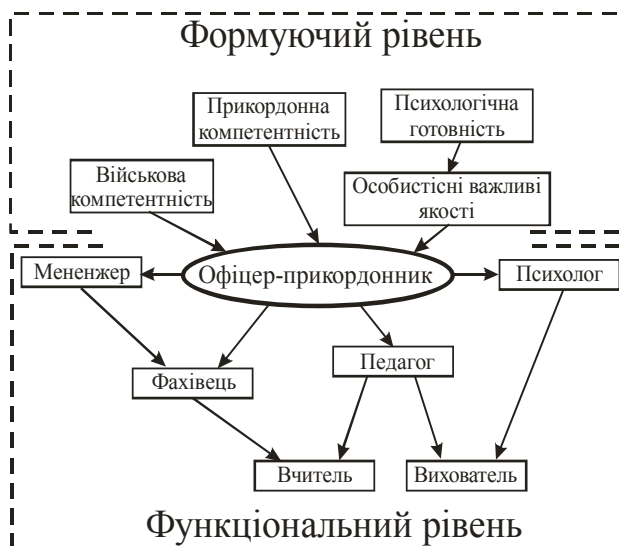 Формуючий рівень
Прикордонна
компетентність
Психологічна
готовність
Військова
компетентність
Особистісні важливі
якості
Мененжер
Офіцер-прикордонник
Психолог
Фахівець
Педагог
Вчитель
Вихователь
Функціональний рівень